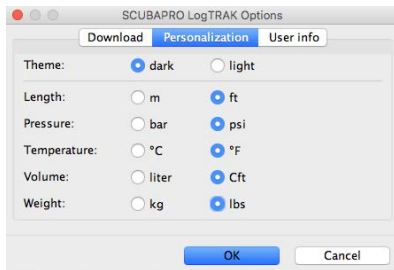 SCUBAPRO LogTRAK Options
Download Personalization User info
Theme: dark light
Length: m ft
Pressure: bar psi
Temperature: °C °F
Volume: liter Cft
Weight: kg lbs
OK Cancel